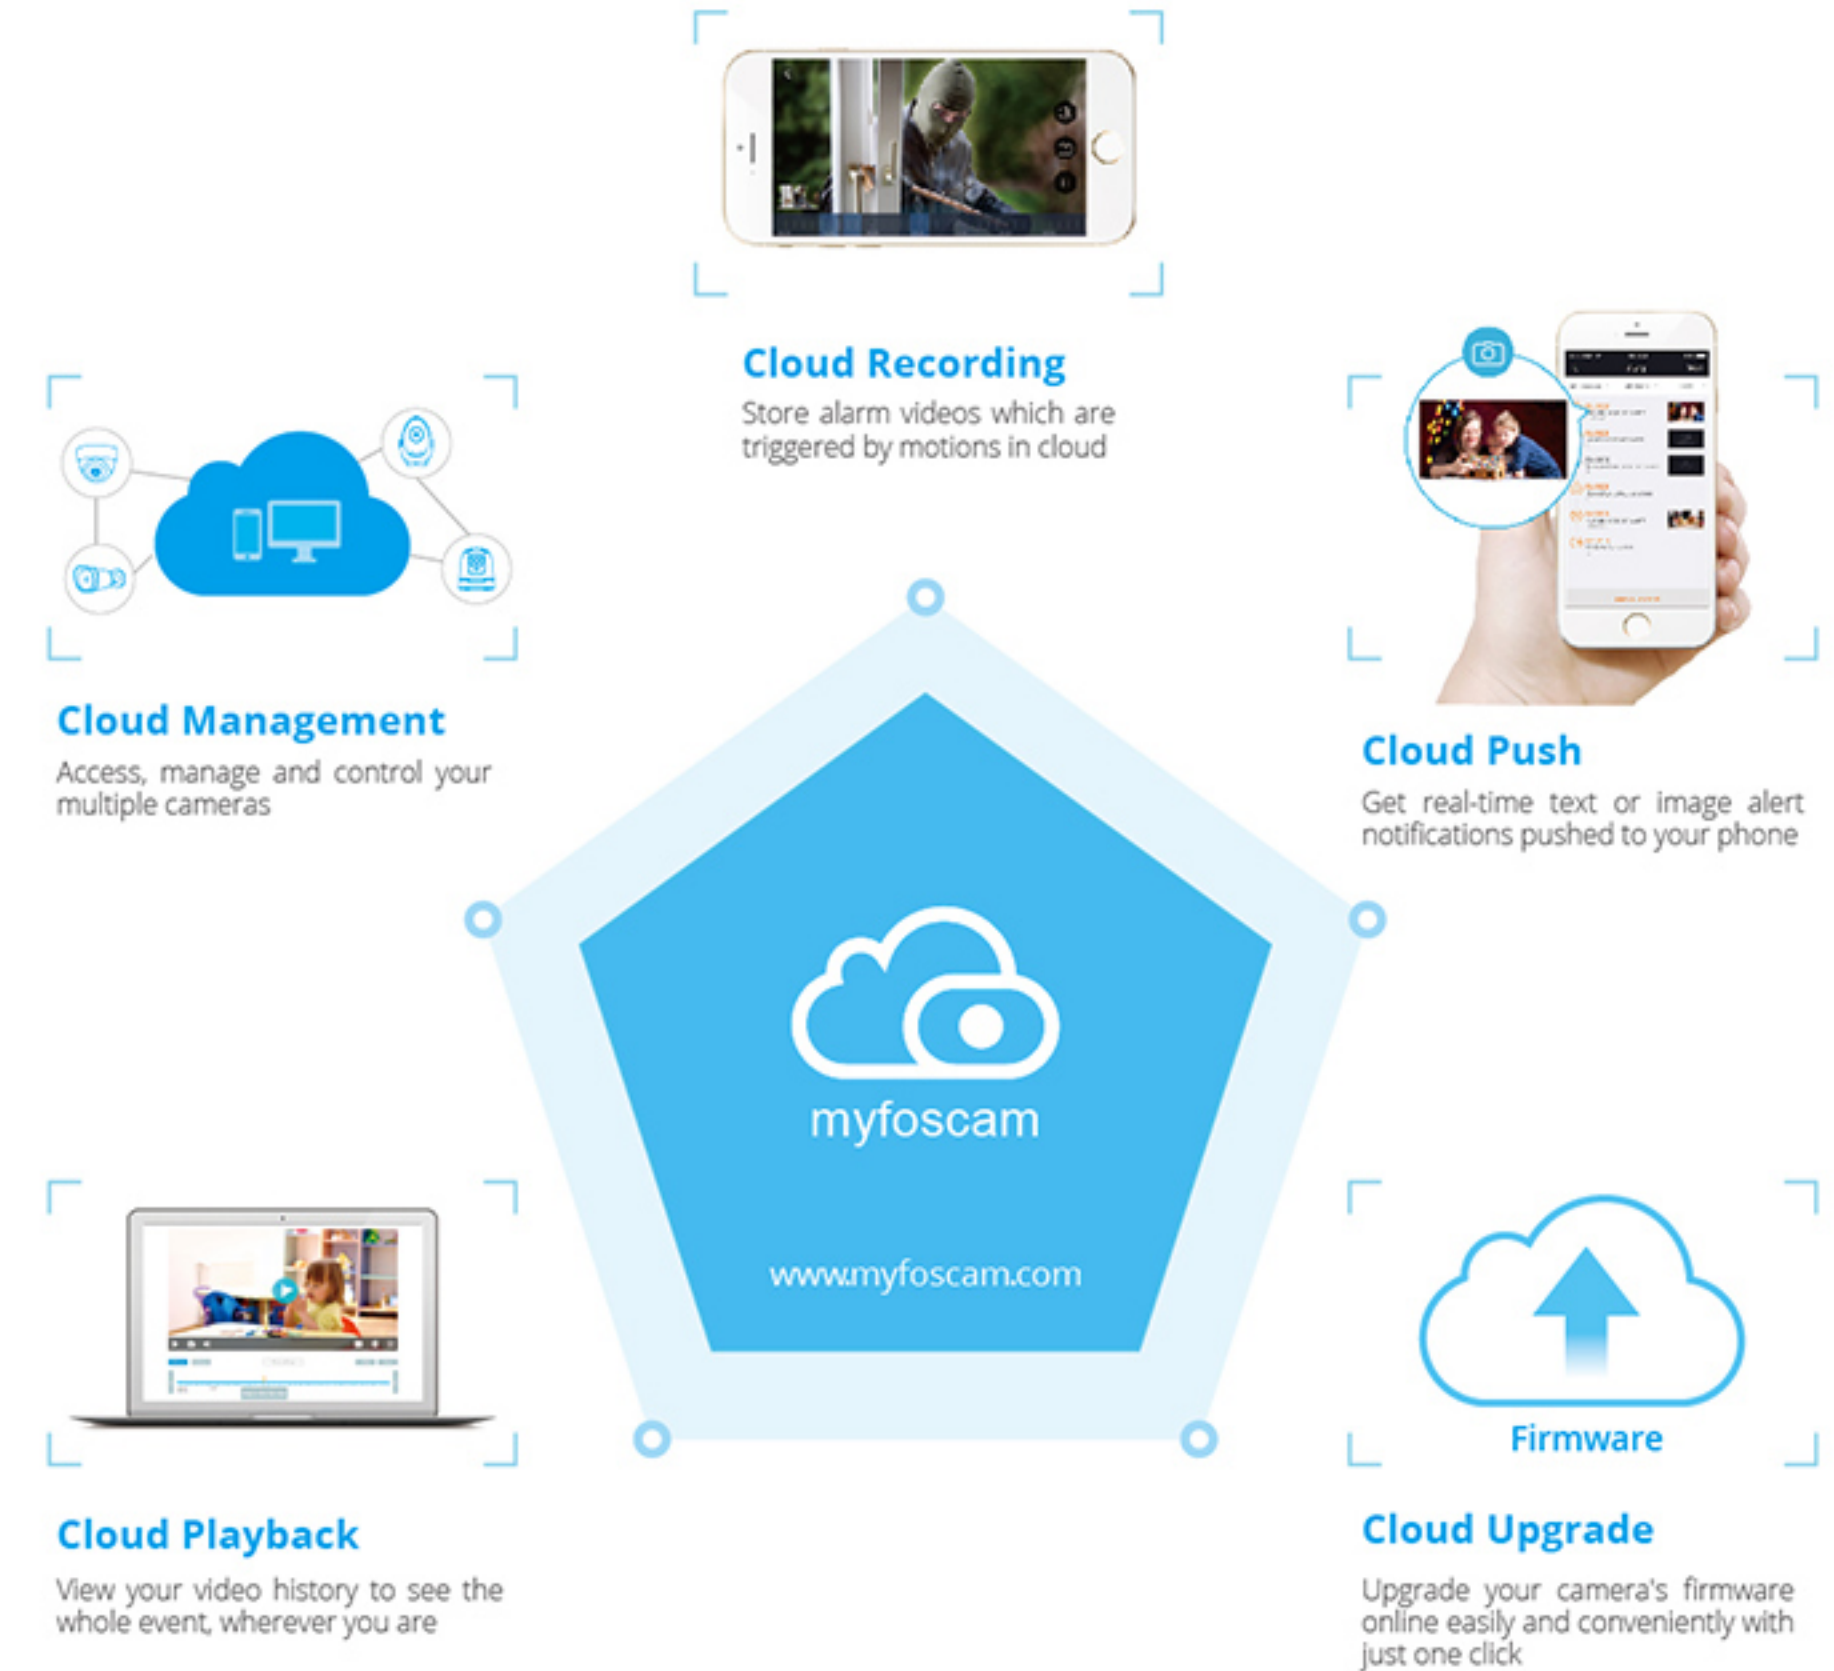 Cloud Recording
Store alarm videos which are
triggered by motions in cloud
Cloud Management
Access, manage and control your
multiple cameras
Cloud Push
Get real-time text or image alert
notifications pushed to your phone
myfoscam
www.myfoscam.com
Cloud Playback
View your video history to see the
whole event, wherever you are
Firmware
Cloud Upgrade
Upgrade your camera's firmware
online easily and conveniently with
just one click